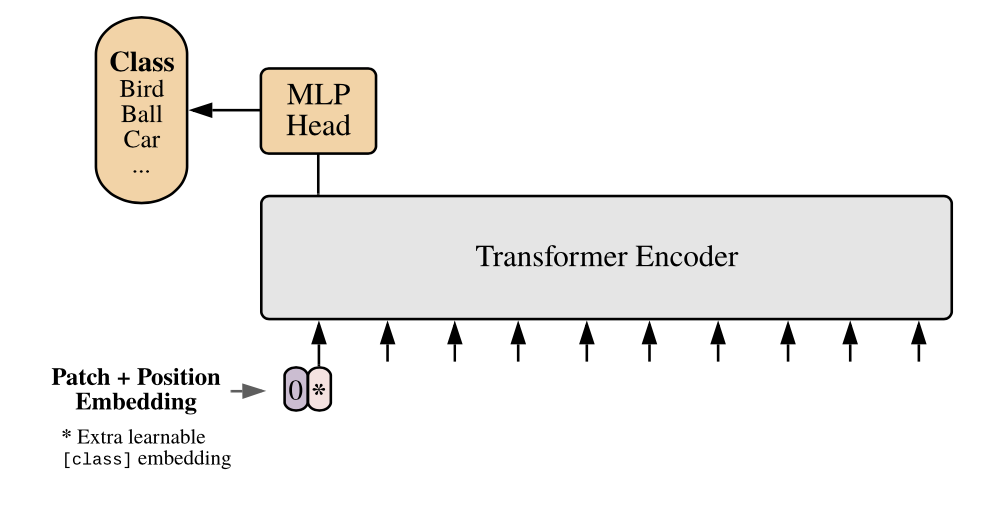 Class
Bird
Ball
Car
...
MLP
Head
Transformer Encoder
Patch + Position
Embedding
0 *
* Extra learnable
[class] embedding